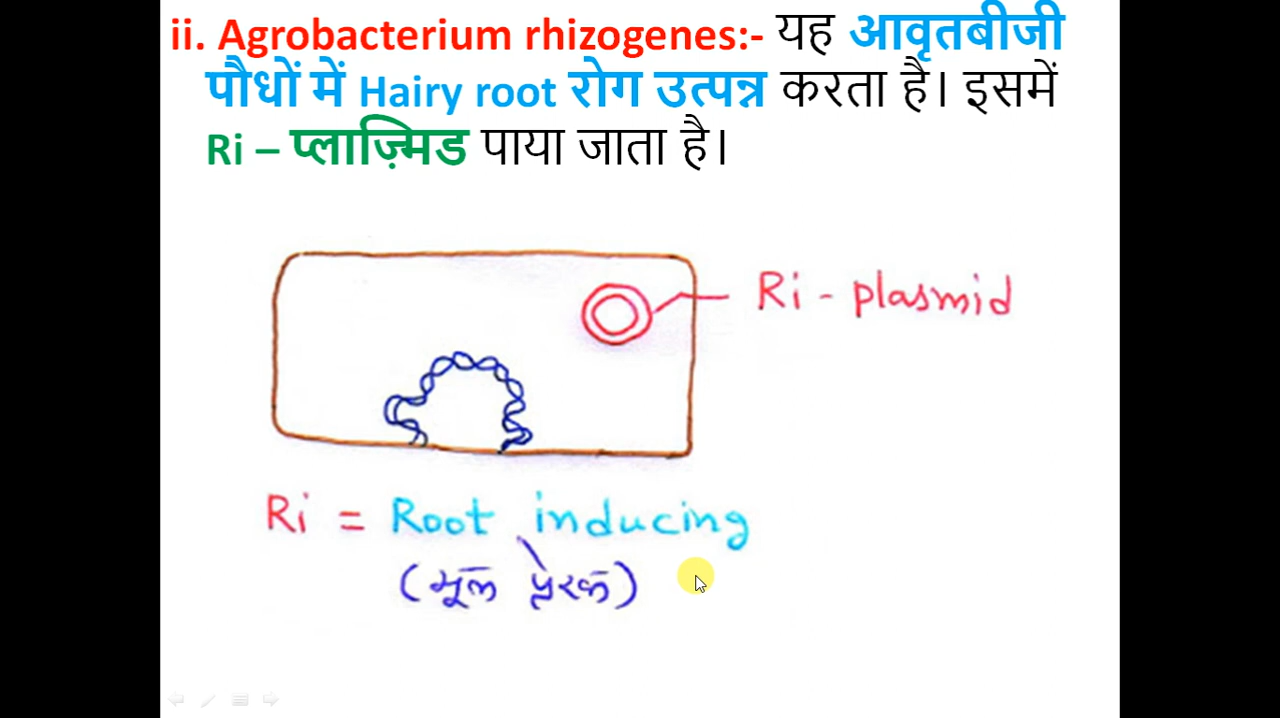 ii. Agrobacterium rhizogenes:- यह आवृतबीजी
पौधों में Hairy root रोग उत्पन्न करता है। इसमें
Ri – प्लाज़्मिड पाया जाता है।
Ri - plasmid
Ri = Root inducing
(मूल प्रेरक)